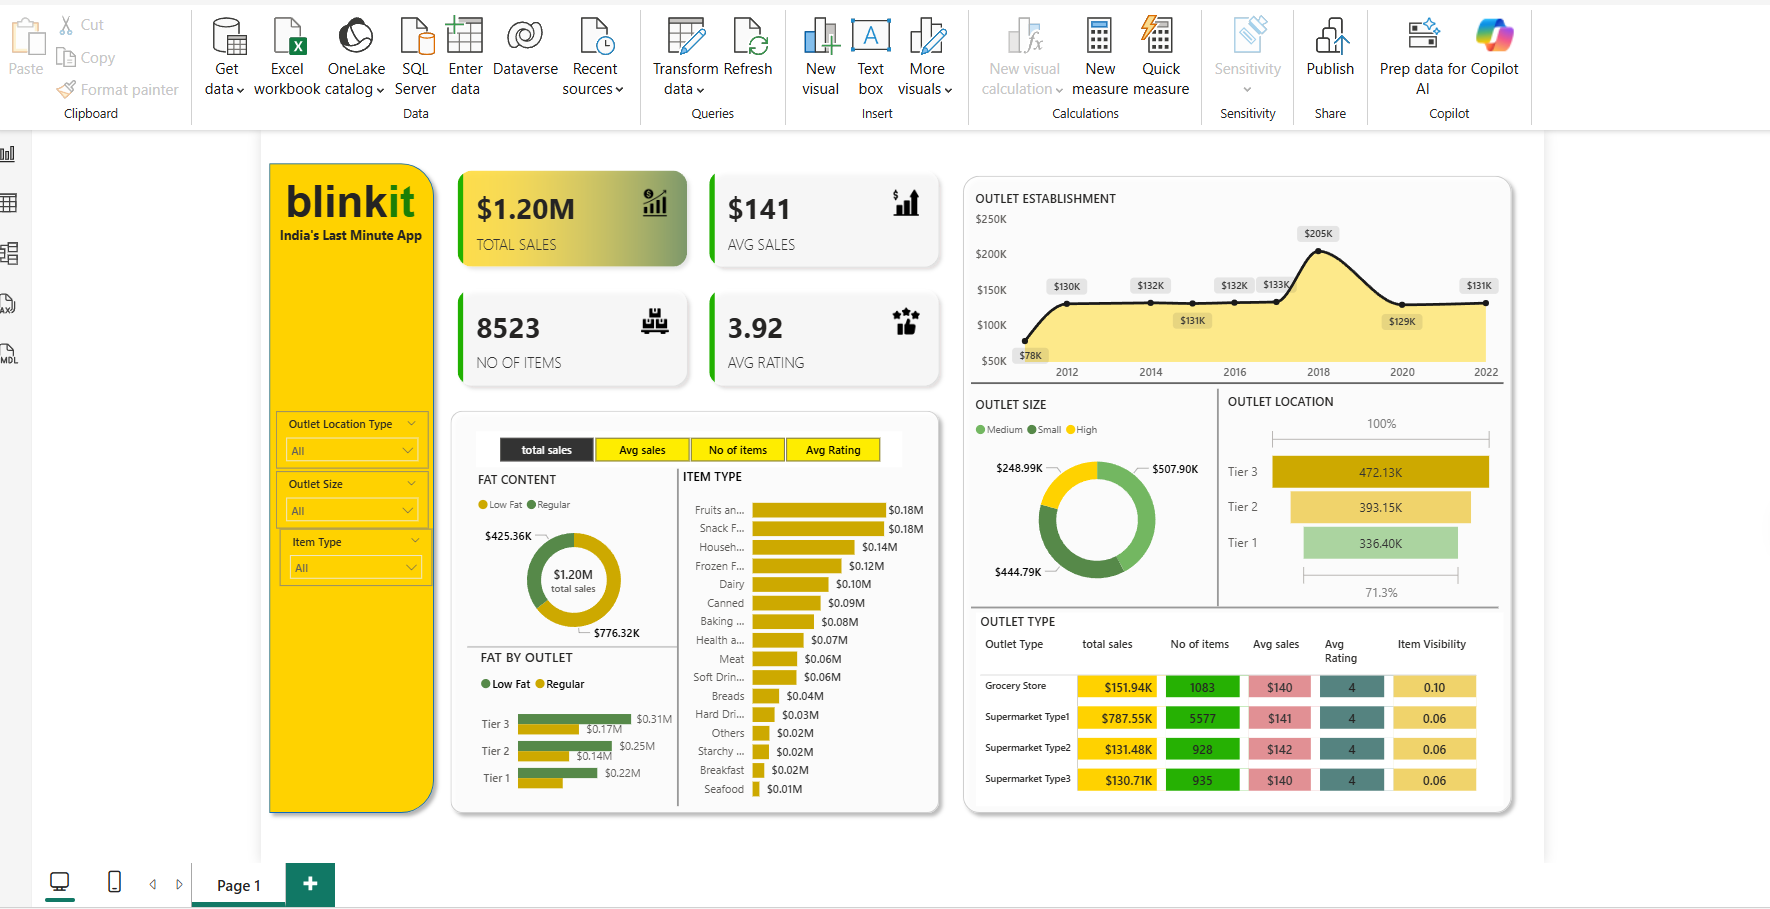 Paste
Cut
Copy
Format painter
Clipboard
Get data
Excel workbook
OneLake catalog
SQL Server
Enter data
Dataverse
Recent sources
Data
Transform data
Refresh
Queries
New visual
Text box
More visuals
Insert
New visual calculation
New measure
Quick measure
Calculations
Sensitivity
Sensitivity
Publish
Share
Prep data for AI
Copilot
Copilot
blinkit
India's Last Minute App
Outlet Location Type
All
Outlet Size
All
Item Type
All
$1.20M
TOTAL SALES
$141
AVG SALES
8523
NO OF ITEMS
3.92
AVG RATING
total sales
Avg sales
No of items
Avg Rating
FAT CONTENT
Low Fat Regular
$425.36K
$1.20M
total sales
$776.32K
FAT BY OUTLET
Low Fat Regular
Tier 3 $0.31M
$0.17M
Tier 2 $0.25M
$0.14M
Tier 1 $0.22M
ITEM TYPE
Fruits an... $0.18M
Snack F... $0.18M
Househ... $0.14M
Frozen F... $0.12M
Dairy $0.10M
Canned $0.09M
Baking ... $0.08M
Health a... $0.07M
Meat $0.06M
Soft Drin... $0.06M
Breads $0.04M
Hard Dri... $0.03M
Others $0.02M
Starchy ... $0.02M
Breakfast $0.02M
Seafood $0.01M
OUTLET ESTABLISHMENT
$250K
$200K
$150K
$100K
$50K
$78K
$130K
$132K
$131K
$132K
$133K
$205K
$129K
$131K
2012 2014 2016 2018 2020 2022
OUTLET SIZE
Medium Small High
$248.99K
$507.90K
$444.79K
OUTLET LOCATION
100%
Tier 3 472.13K
Tier 2 393.15K
Tier 1 336.40K
71.3%
OUTLET TYPE
Outlet Type total sales No of items Avg sales Avg Rating Item Visibility
Grocery Store $151.94K 1083 $140 4 0.10
Supermarket Type1 $787.55K 5577 $141 4 0.06
Supermarket Type2 $131.48K 928 $142 4 0.06
Supermarket Type3 $130.71K 935 $140 4 0.06
Page 1